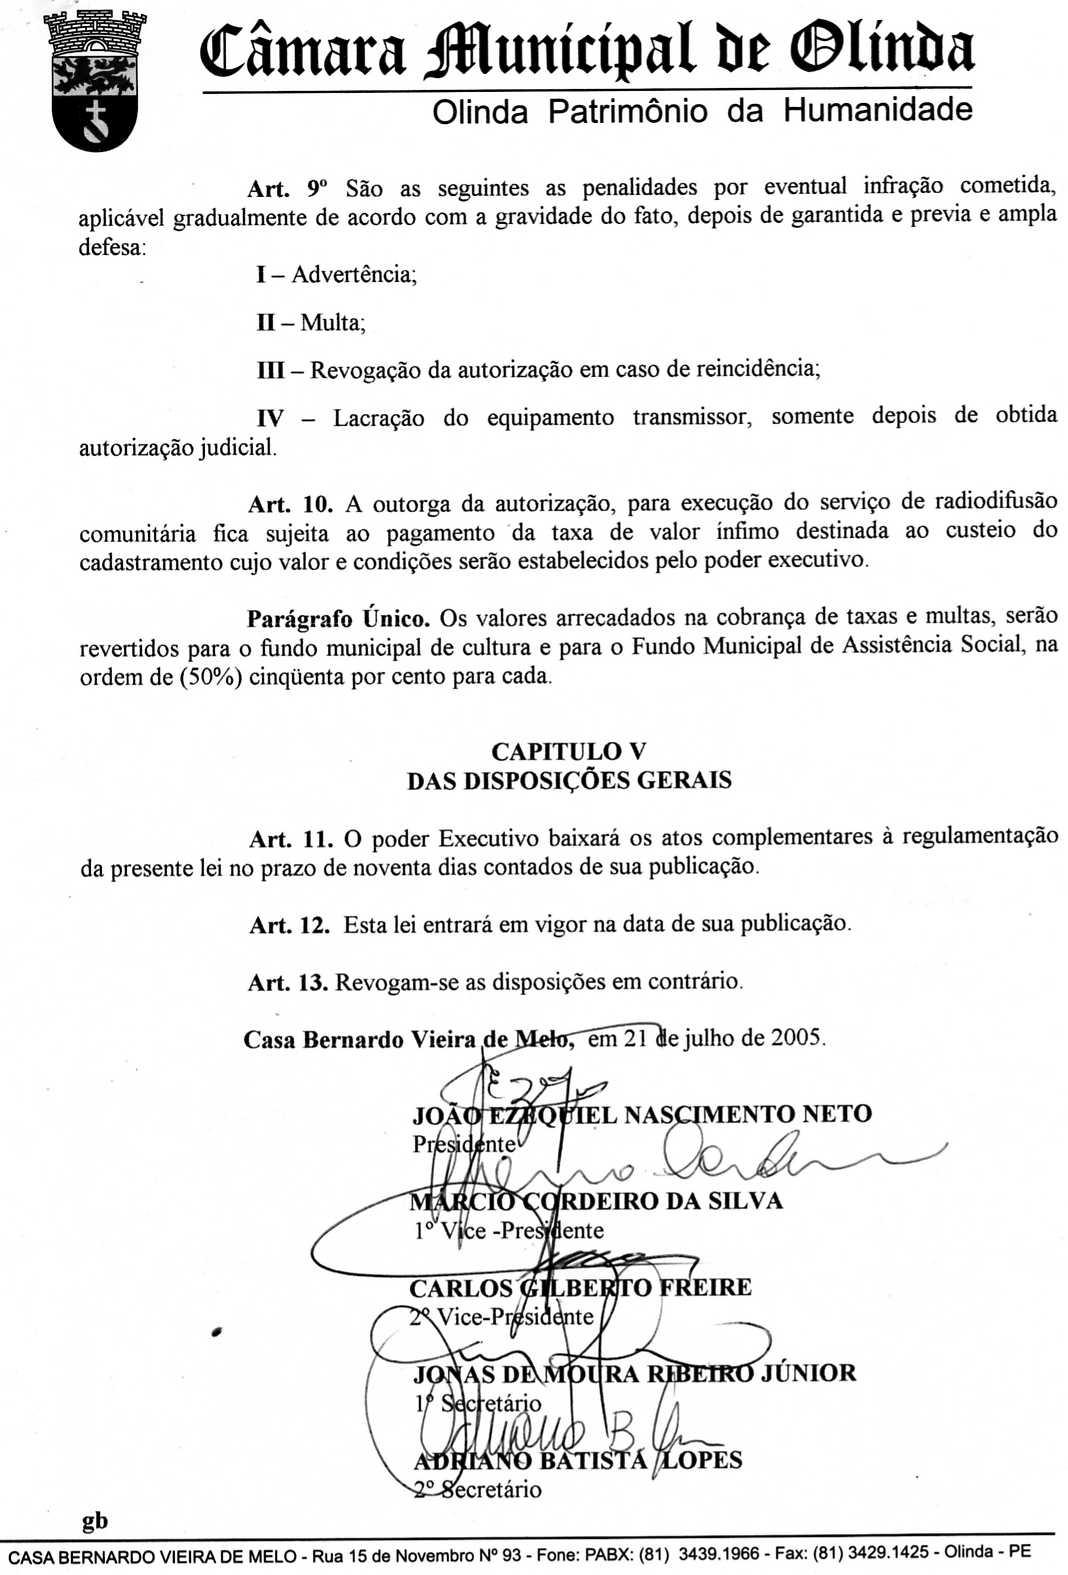 Câmara Municipal de Olinda
Olinda Patrimônio da Humanidade
Art. 9º São as seguintes as penalidades por eventual infração cometida,
aplicável gradualmente de acordo com a gravidade do fato, depois de garantida e previa e ampla
defesa:
I – Advertência;
II – Multa;
III – Revogação da autorização em caso de reincidência;
IV – Lacração do equipamento transmissor, somente depois de obtida
autorização judicial.
Art. 10. A outorga da autorização, para execução do serviço de radiodifusão
comunitária fica sujeita ao pagamento da taxa de valor ínfimo destinada ao custeio do
cadastramento cujo valor e condições serão estabelecidos pelo poder executivo.
Parágrafo Único. Os valores arrecadados na cobrança de taxas e multas, serão
revertidos para o fundo municipal de cultura e para o Fundo Municipal de Assistência Social, na
ordem de (50%) cinqüenta por cento para cada.
CAPITULO V
DAS DISPOSIÇÕES GERAIS
Art. 11. O poder Executivo baixará os atos complementares à regulamentação
da presente lei no prazo de noventa dias contados de sua publicação.
Art. 12. Esta lei entrará em vigor na data de sua publicação.
Art. 13. Revogam-se as disposições em contrário.
Casa Bernardo Vieira de Melo, em 21 de julho de 2005.
JOÃO EZEQUIEL NASCIMENTO NETO
Presidente
MÁRCIO CORDEIRO DA SILVA
1º Vice -Presidente
CARLOS GILBERTO FREIRE
2º Vice-Presidente
JONAS DE MOURA RIBEIRO JÚNIOR
1º Secretário
Adriano B.
ADRIANO BATISTA LOPES
2º Secretário
gb
CASA BERNARDO VIEIRA DE MELO - Rua 15 de Novembro Nº 93 - Fone: PABX: (81) 3439.1966 - Fax: (81) 3429.1425 - Olinda - PE